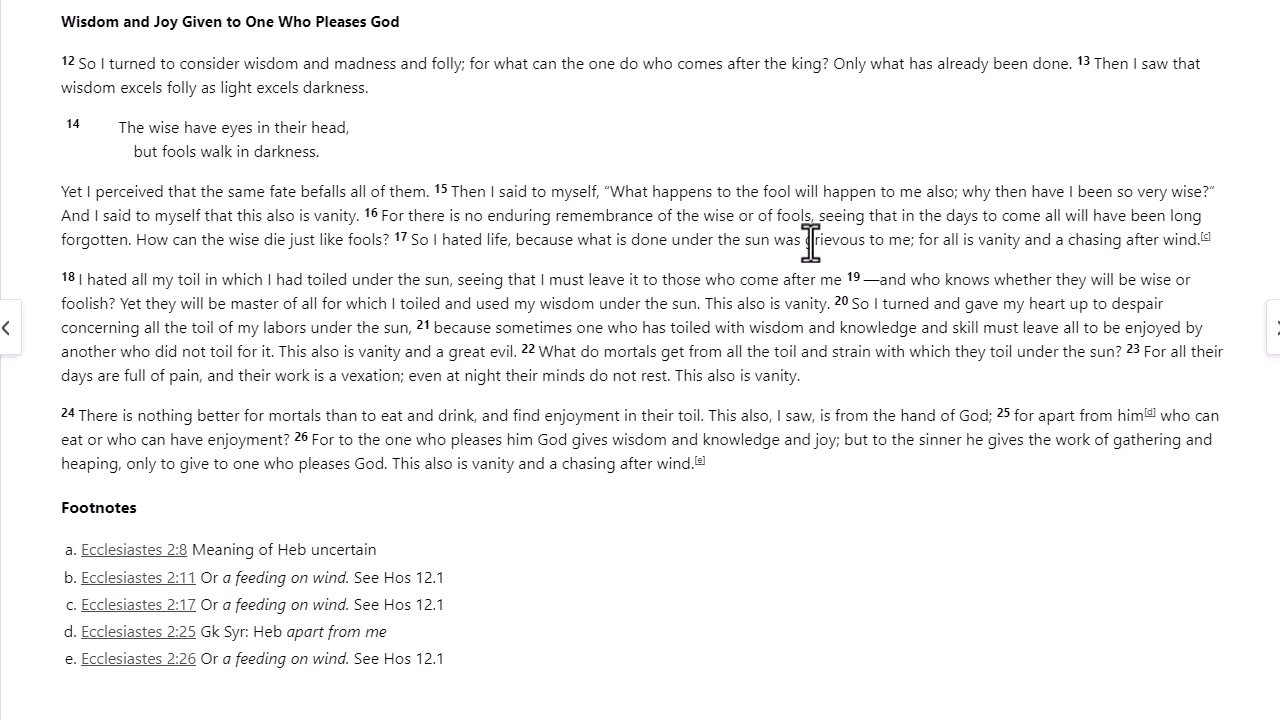 Wisdom and Joy Given to One Who Pleases God
12 So I turned to consider wisdom and madness and folly; for what can the one do who comes after the king? Only what has already been done. 13 Then I saw that
wisdom excels folly as light excels darkness.
14 The wise have eyes in their head,
but fools walk in darkness.
Yet I perceived that the same fate befalls all of them. 15 Then I said to myself, “What happens to the fool will happen to me also; why then have I been so very wise?”
And I said to myself that this also is vanity. 16 For there is no enduring remembrance of the wise or of fools, seeing that in the days to come all will have been long
forgotten. How can the wise die just like fools? 17 So I hated life, because what is done under the sun was grievous to me; for all is vanity and a chasing after wind.[c]
18 I hated all my toil in which I had toiled under the sun, seeing that I must leave it to those who come after me 19 —and who knows whether they will be wise or
foolish? Yet they will be master of all for which I toiled and used my wisdom under the sun. This also is vanity. 20 So I turned and gave my heart up to despair
concerning all the toil of my labors under the sun, 21 because sometimes one who has toiled with wisdom and knowledge and skill must leave all to be enjoyed by
another who did not toil for it. This also is vanity and a great evil. 22 What do mortals get from all the toil and strain with which they toil under the sun? 23 For all their
days are full of pain, and their work is a vexation; even at night their minds do not rest. This also is vanity.
24 There is nothing better for mortals than to eat and drink, and find enjoyment in their toil. This also, I saw, is from the hand of God; 25 for apart from him[d] who can
eat or who can have enjoyment? 26 For to the one who pleases him God gives wisdom and knowledge and joy; but to the sinner he gives the work of gathering and
heaping, only to give to one who pleases God. This also is vanity and a chasing after wind.[e]
Footnotes
a. Ecclesiastes 2:8 Meaning of Heb uncertain
b. Ecclesiastes 2:11 Or a feeding on wind. See Hos 12.1
c. Ecclesiastes 2:17 Or a feeding on wind. See Hos 12.1
d. Ecclesiastes 2:25 Gk Syr: Heb apart from me
e. Ecclesiastes 2:26 Or a feeding on wind. See Hos 12.1